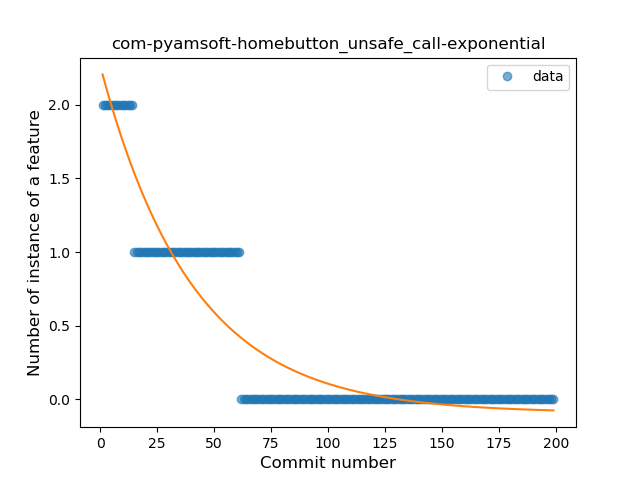 com-pyamsoft-homebutton_unsafe_call-exponential
data
Number of instance of a feature
2.0
1.5
1.0
0.5
0.0
0 25 50 75 100 125 150 175 200
Commit number